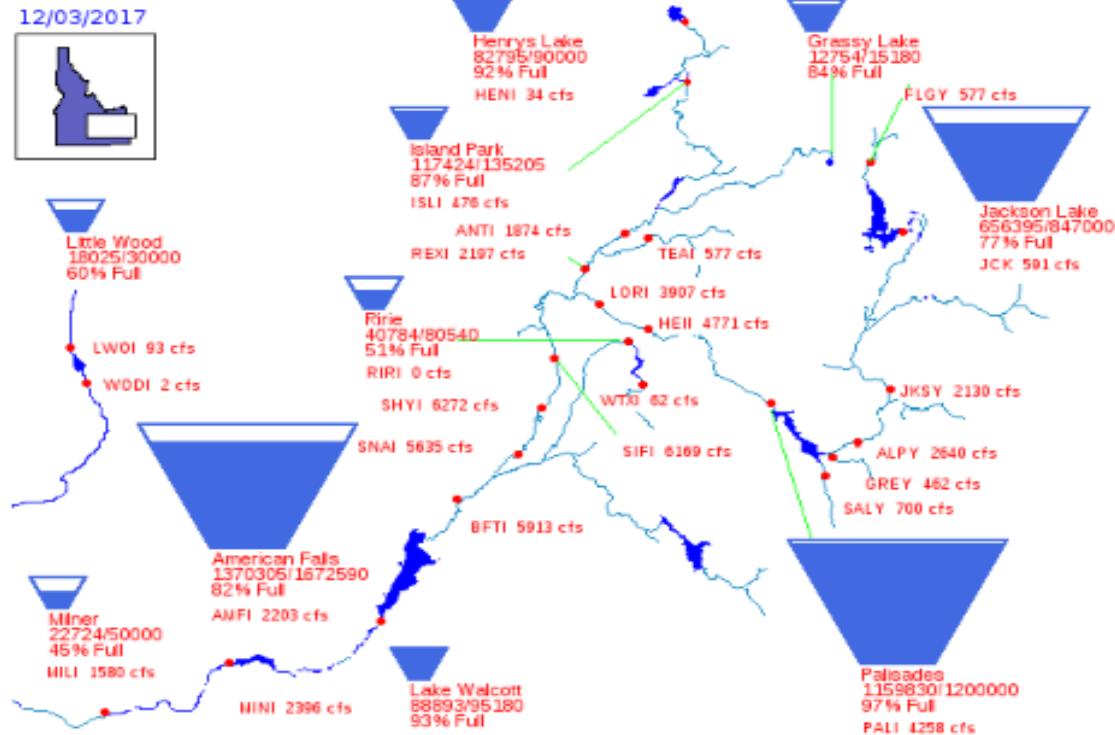 12/03/2017
Henrys Lake
82795/90000
92% Full
HENI 34 cfs
Grassy Lake
12754/15180
84% Full
FLGY 577 cfs
Island Park
117424/135205
87% Full
ISLI 476 cfs
Jackson Lake
656395/847000
77% Full
JCK 591 cfs
ANTI 1874 cfs
REXI 2197 cfs
TEAI 577 cfs
Little Wood
18025/30000
60% Full
LORI 3907 cfs
Ririe
40784/80540
51% Full
RIRI 0 cfs
HEII 4771 cfs
LWOI 93 cfs
WODI 2 cfs
SHYI 6272 cfs
WTXI 62 cfs
JKSY 2130 cfs
SNAI 5635 cfs
SIFI 6169 cfs
ALPY 2640 cfs
GREY 462 cfs
SALY 700 cfs
BFTI 5913 cfs
American Falls
1370305/1672590
82% Full
AMFI 2203 cfs
Milner
22724/50000
45% Full
MILI 1580 cfs
MINI 2396 cfs
Lake Walcott
88893/95180
93% Full
Palisades
1159830/1200000
97% Full
PALI 4258 cfs